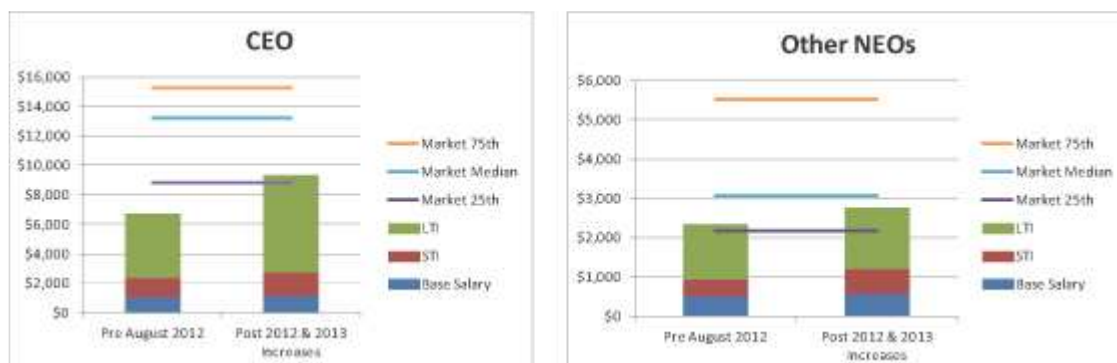 CEO
$16,000
$14,000
$12,000
$10,000
$8,000
$6,000
$4,000
$2,000
$0
Pre August 2012
Post 2012 & 2013
Increases
Market 75th
Market Median
Market 25th
LTI
STI
Base Salary
Other NEOs
$6,000
$5,000
$4,000
$3,000
$2,000
$1,000
$0
Pre August 2012
Post 2012 & 2013
Increases
Market 75th
Market Median
Market 25th
LTI
STI
Base Salary